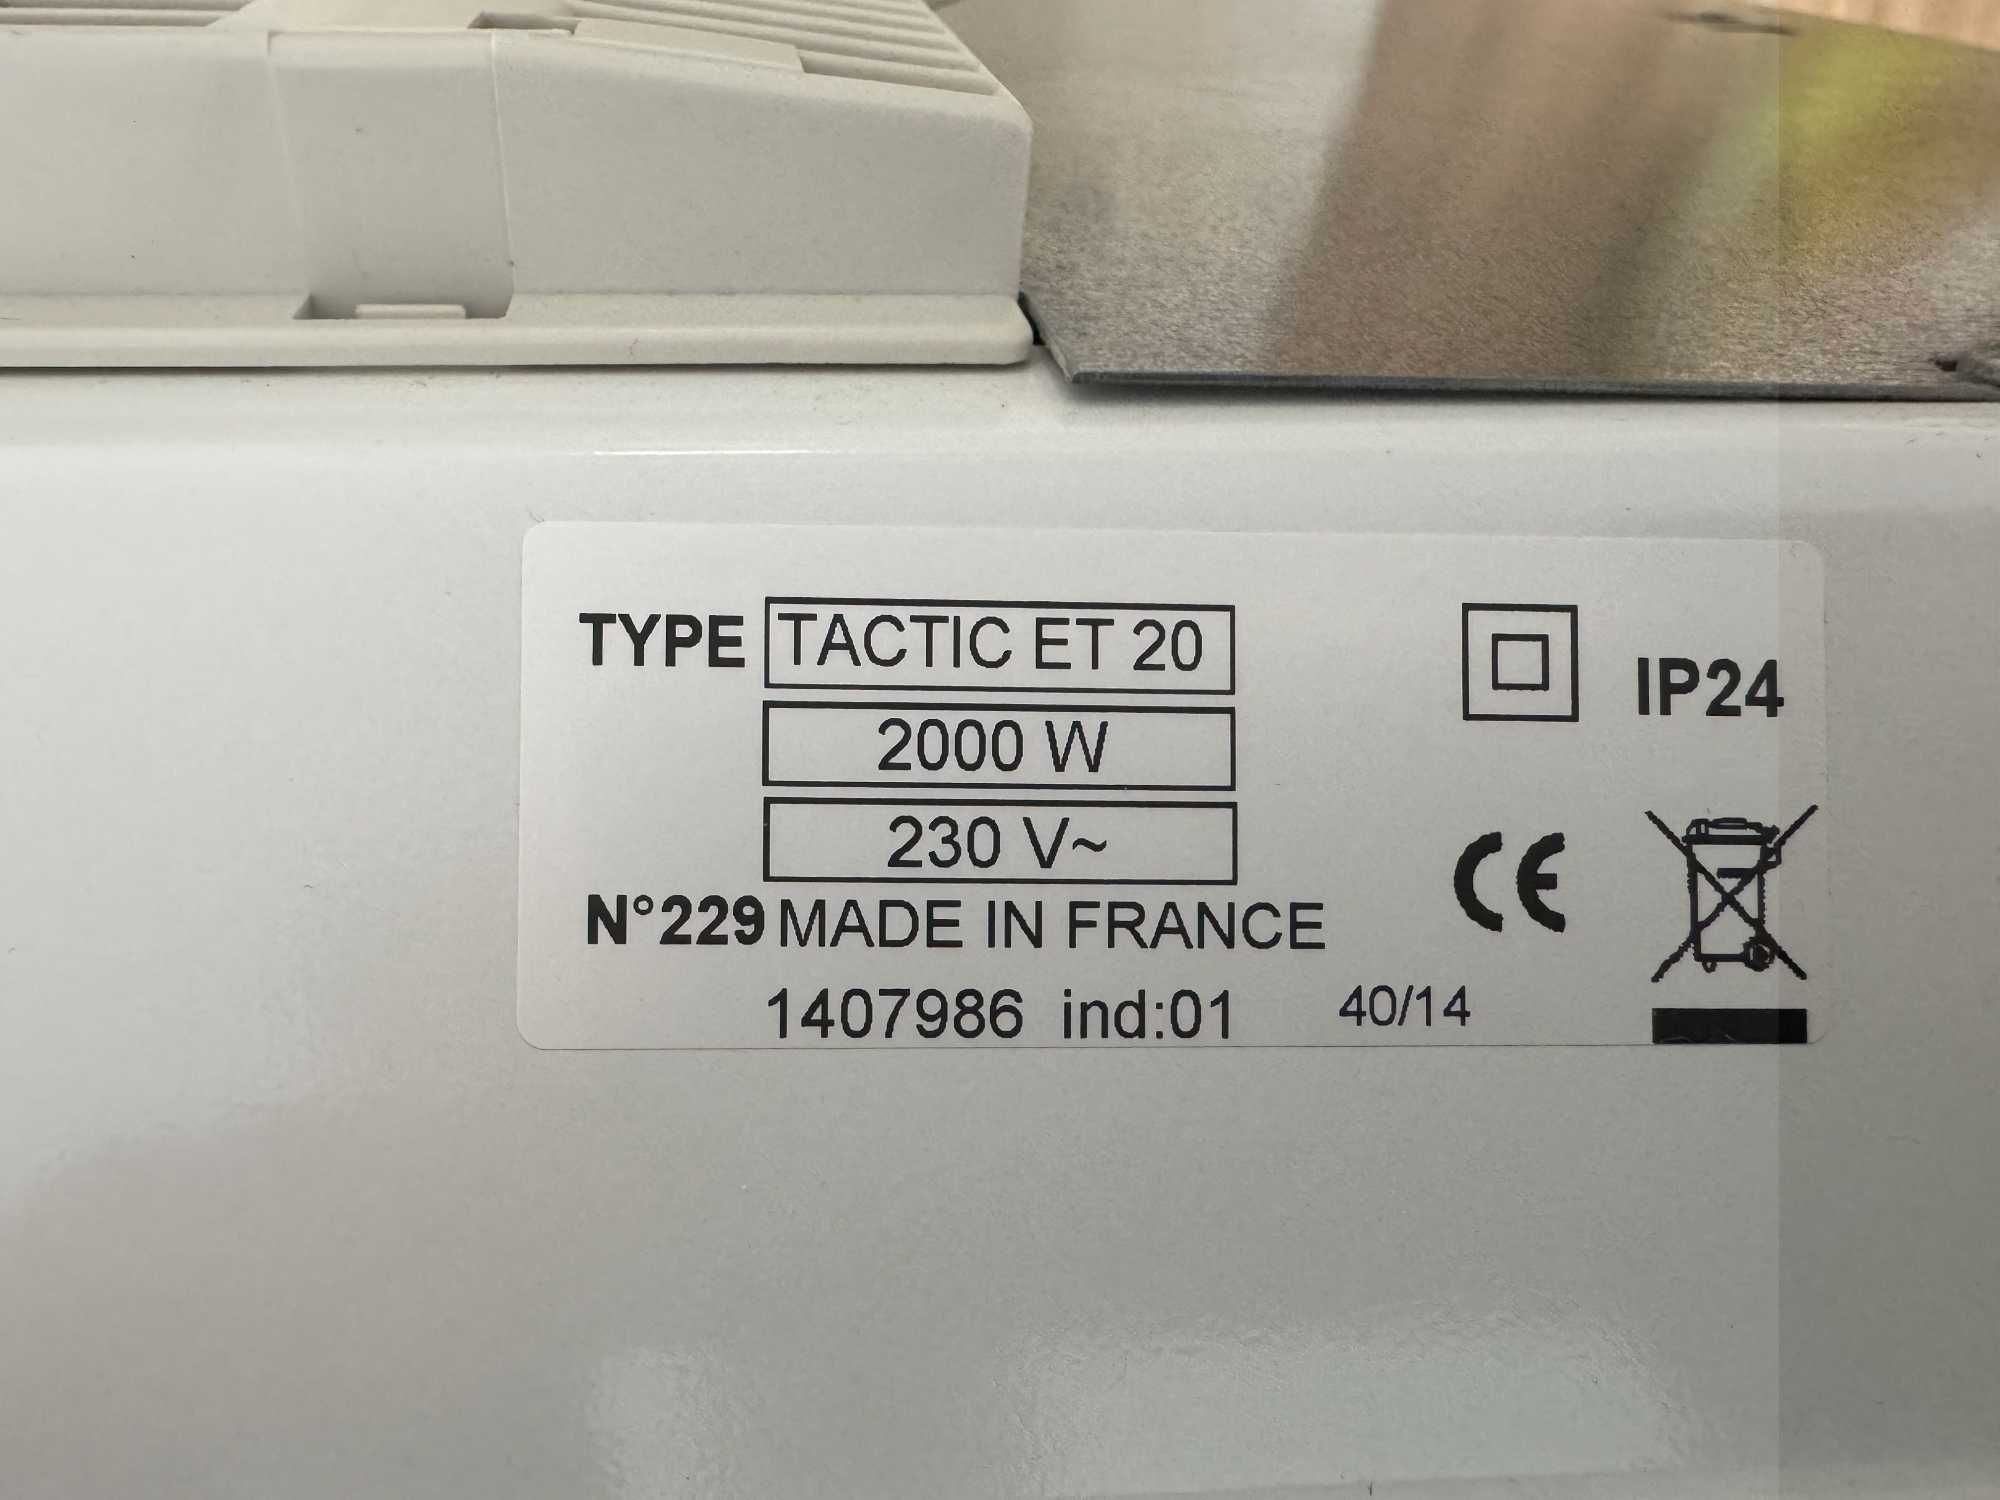 TYPE TACTIC ET 20
IP24
2000 W
230 V~
N°229 MADE IN FRANCE
CE
1407986 ind:01 40/14